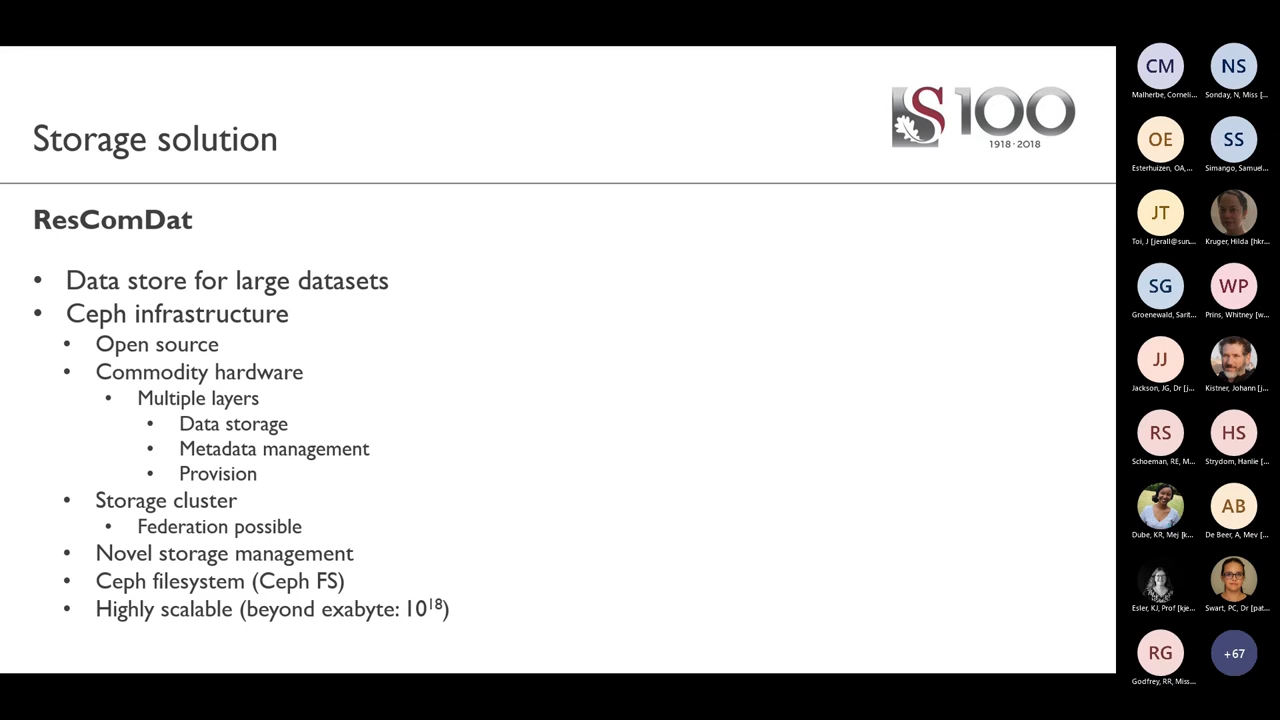 Storage solution
S 100
1918 · 2018
ResComDat
• Data store for large datasets
• Ceph infrastructure
• Open source
• Commodity hardware
• Multiple layers
• Data storage
• Metadata management
• Provision
• Storage cluster
• Federation possible
• Novel storage management
• Ceph filesystem (Ceph FS)
• Highly scalable (beyond exabyte: 10¹⁸)
CM NS
Malherbe, Corneli... Sonday, N, Miss [...
OE SS
Esterhuizen, OA,... Simango, Samuel...
JT
Toi, J [jerall@sun... Kruger, Hilda [hkr...
SG WP
Groenewald, Sarit... Prins, Whitney [w...
JJ
Jackson, JG, Dr [j... Kistner, Johann [j...
RS HS
Schoeman, RE, M... Strydom, Hanlie [...
AB
Dube, KR, Mej [k... De Beer, A, Mev [...
Esler, KJ, Prof [kje... Swart, PC, Dr [pat...
RG +67
Godfrey, RR, Miss...